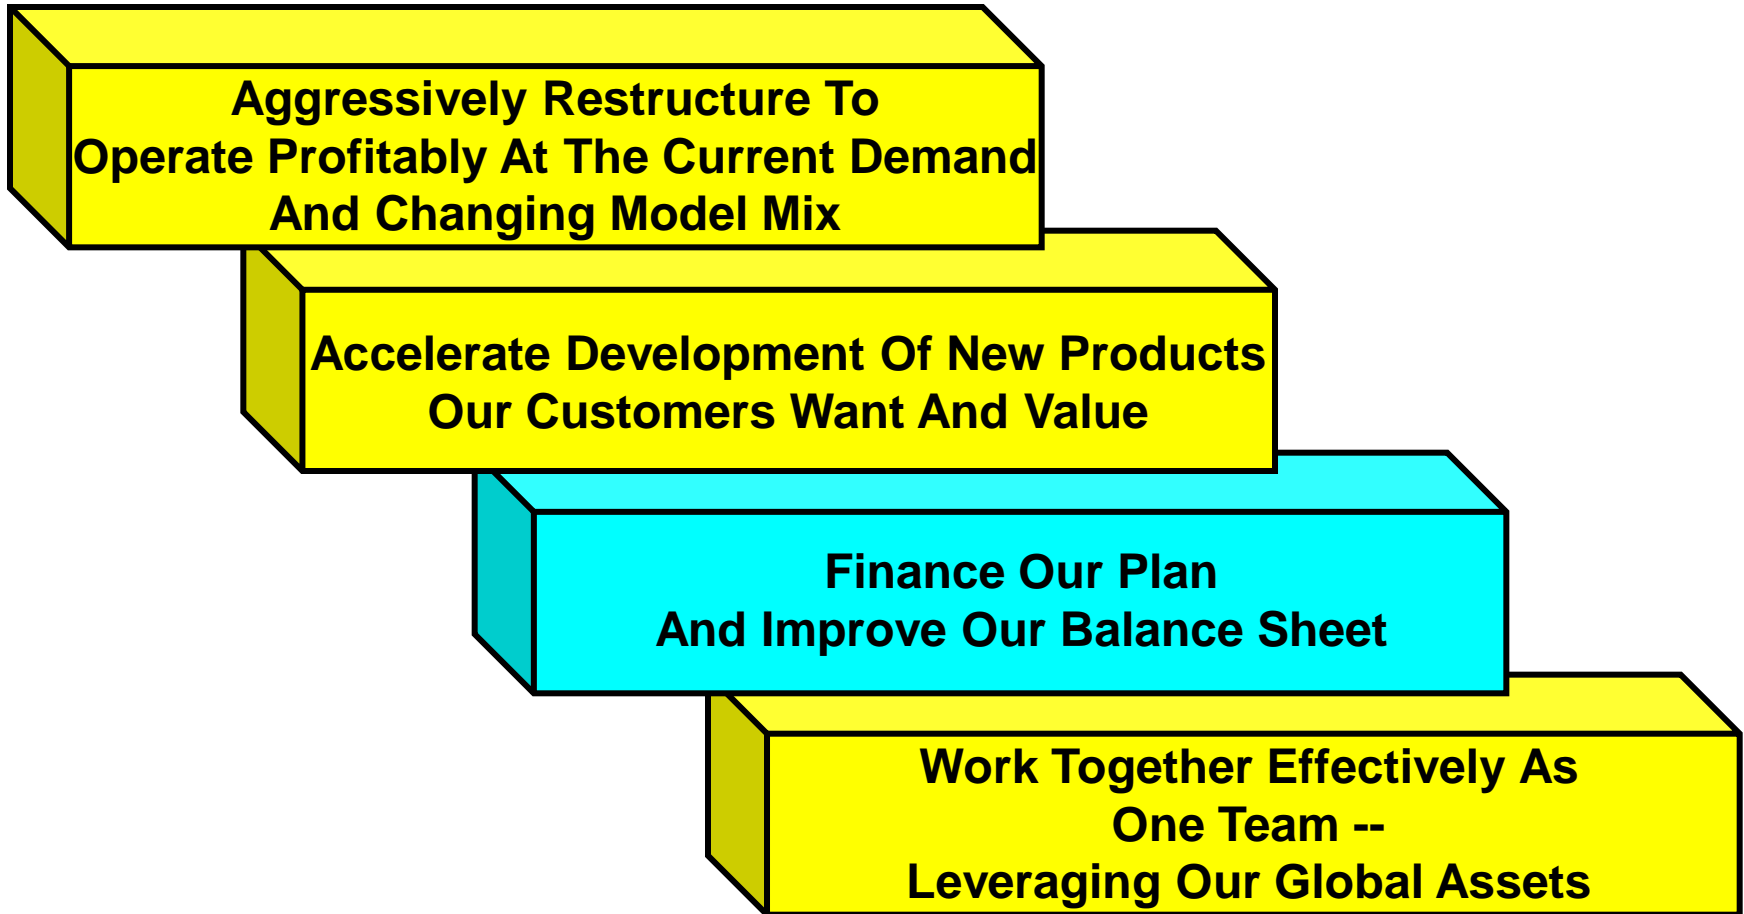 Aggressively Restructure To
Operate Profitably At The Current Demand
And Changing Model Mix
Accelerate Development Of New Products
Our Customers Want And Value
Finance Our Plan
And Improve Our Balance Sheet
Work Together Effectively As
One Team --
Leveraging Our Global Assets